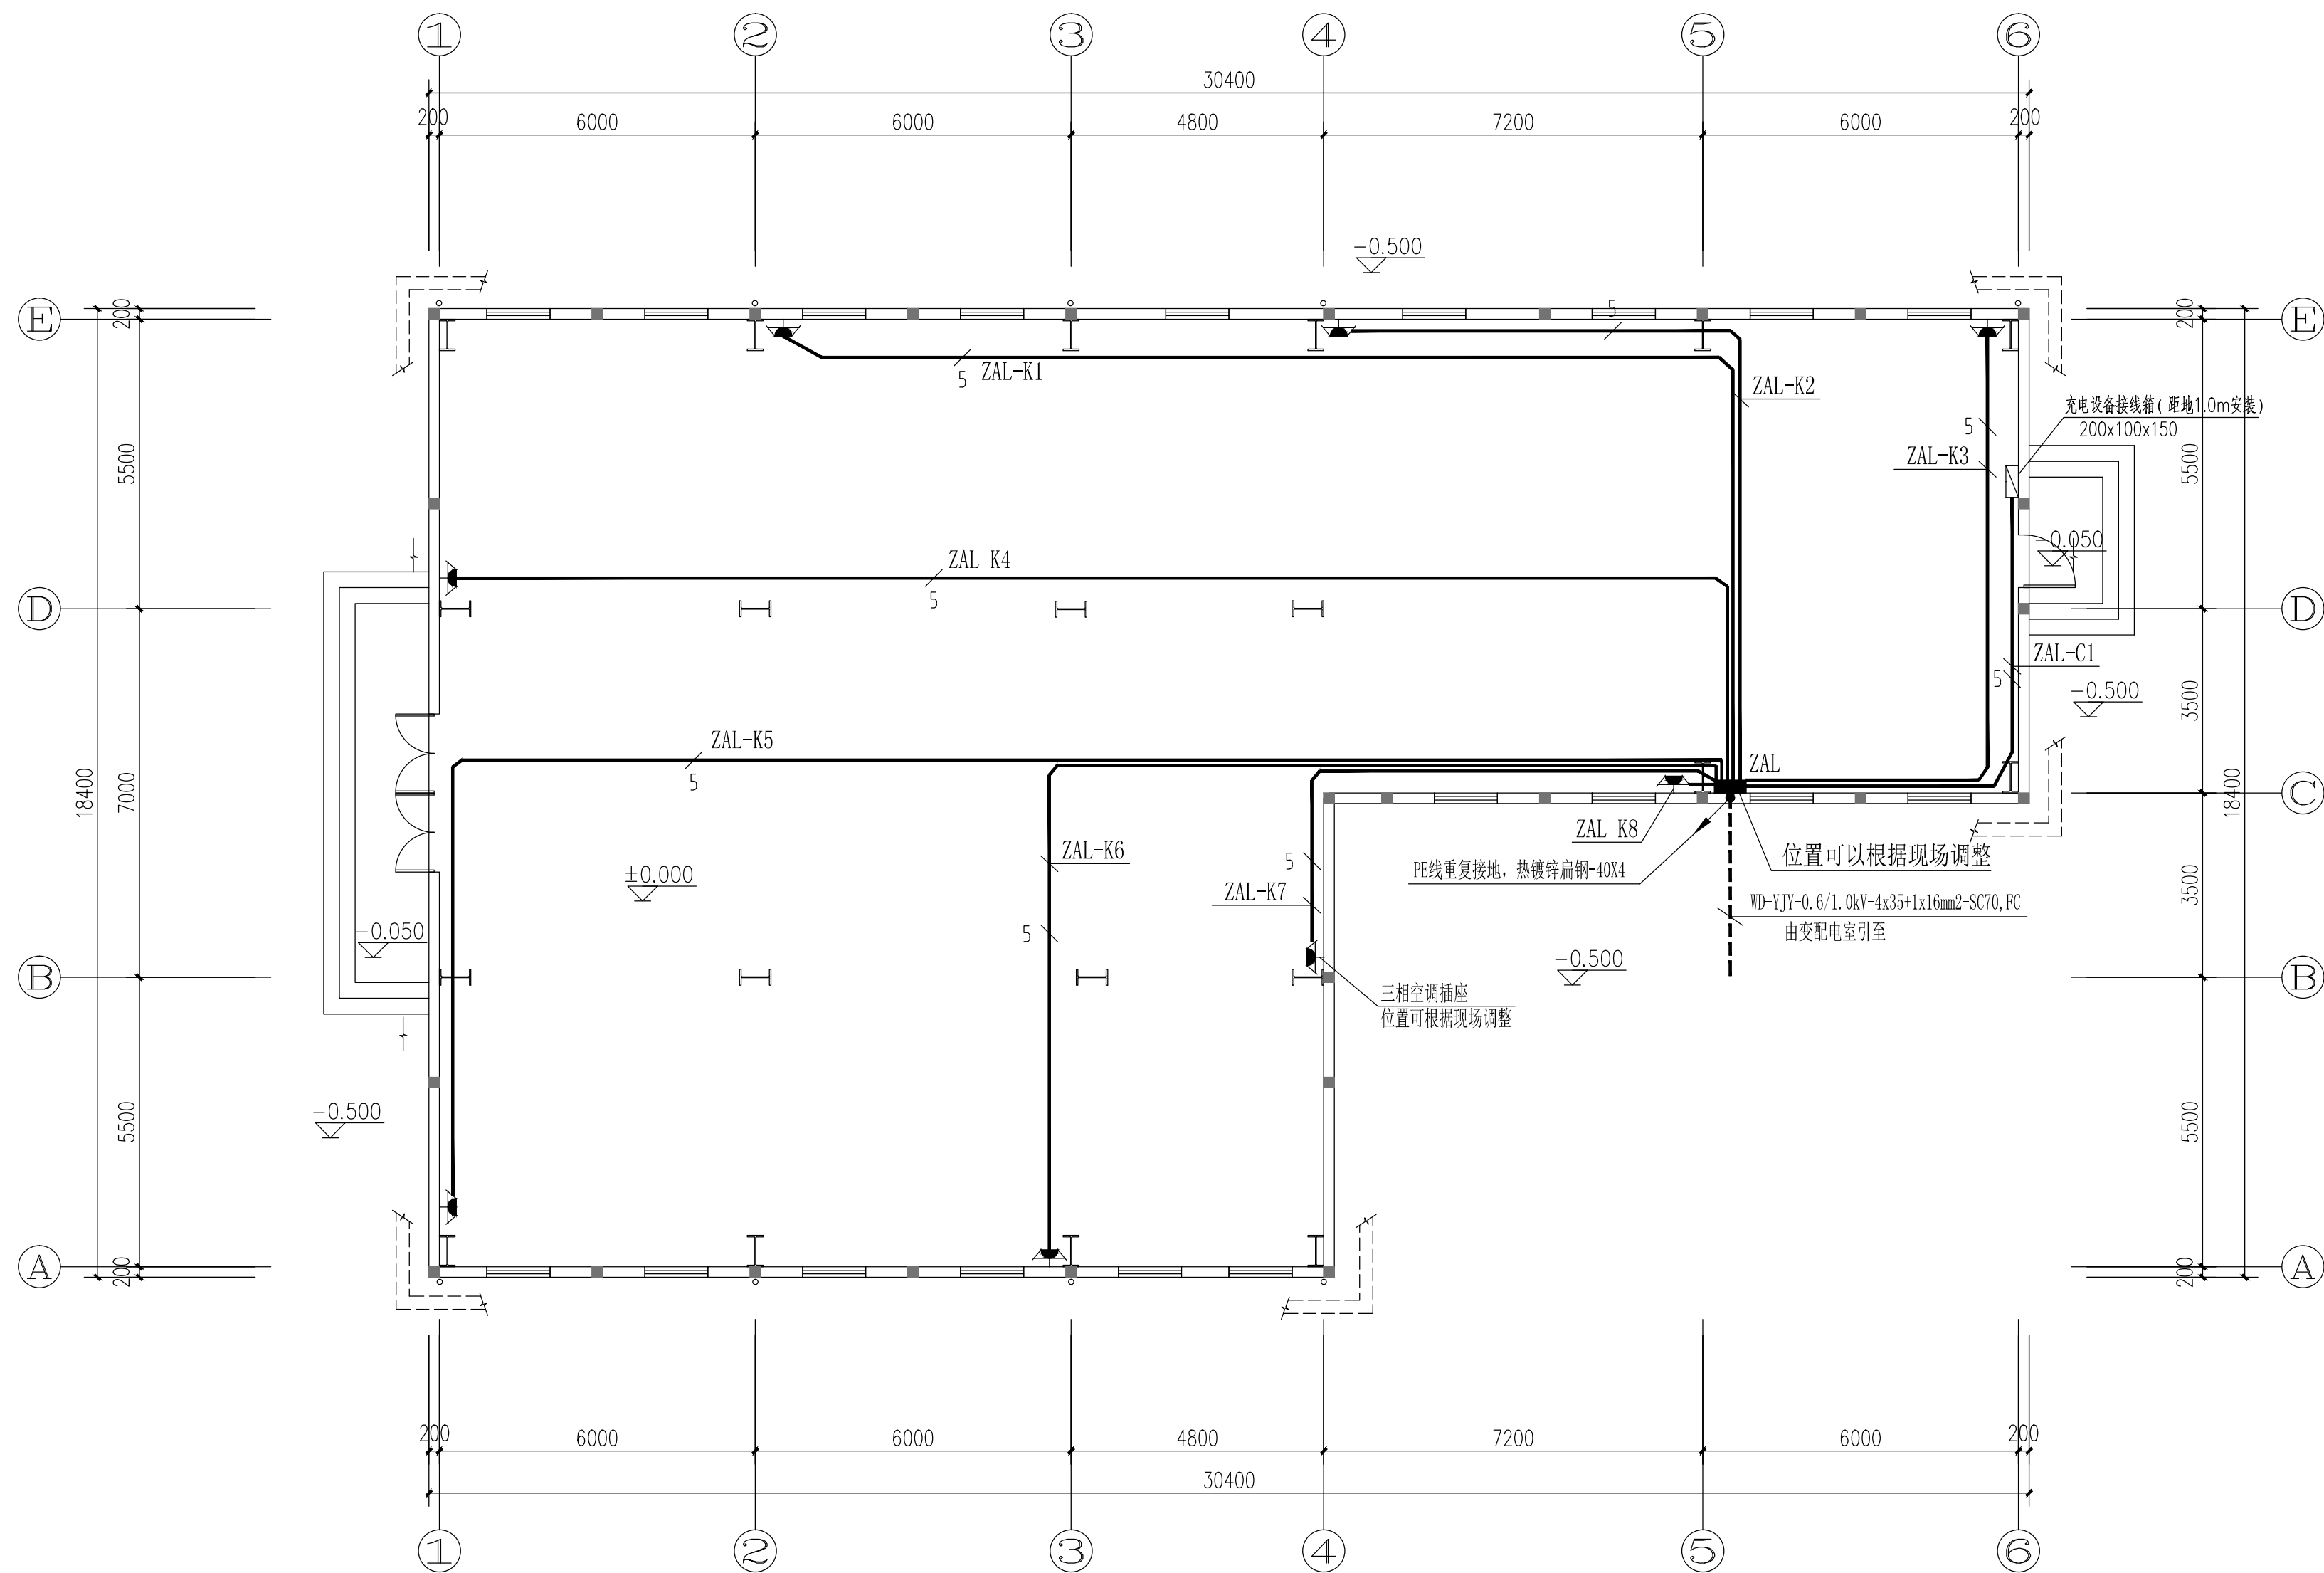 1 2 3 4 5 6
30400
200 6000 6000 4800 7200 6000 200
-0.500
E 200 5 200 E
5 ZAL-K1
ZAL-K2
充电设备接线箱(距地1.0m安装)
200x100x150
5
ZAL-K3
5500 5500
-0.050
ZAL-K4
5
D D
ZAL-C1
5
-0.500
3500
ZAL-K5
5
ZAL
18400 7000 C 18400
ZAL-K8
ZAL-K6
位置可以根据现场调整
5
PE线重复接地，热镀锌扁钢-40X4
±0.000
ZAL-K7
3500
WD-YJY-0.6/1.0kV-4x35+1x16mm2-SC70,FC
由变配电室引至
-0.050
5
-0.500
B B
三相空调插座
位置可根据现场调整
-0.500
5500 5500
A 200 200 A
200 6000 6000 4800 7200 6000 200
30400
1 2 3 4 5 6